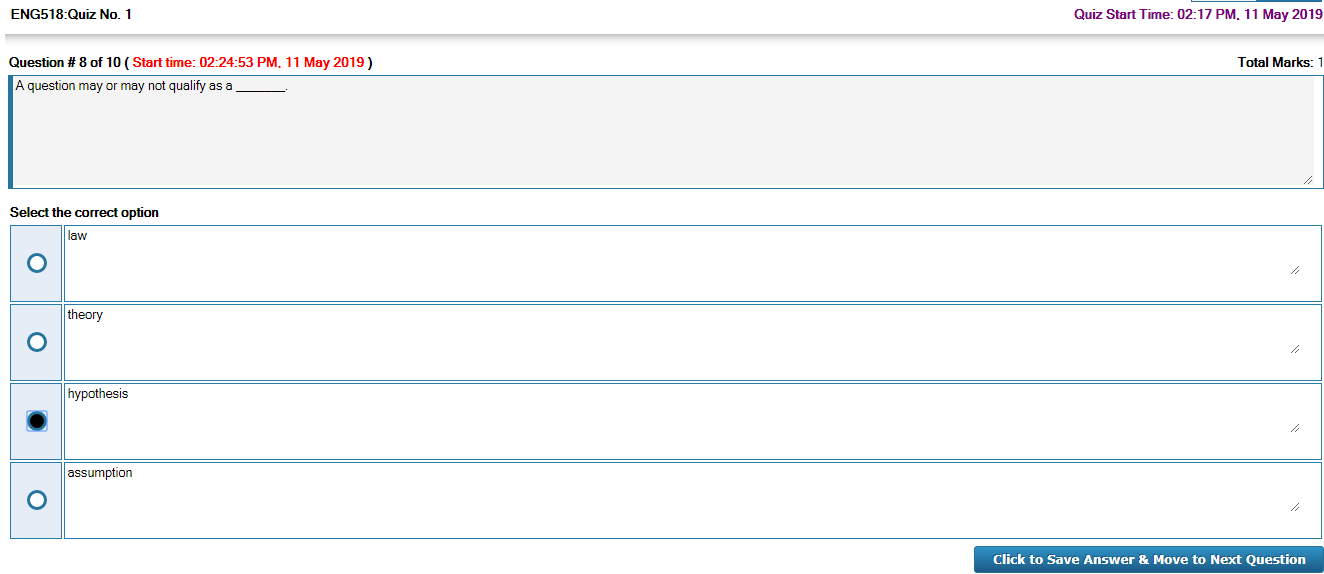 ENG518:Quiz No. 1
Quiz Start Time: 02:17 PM, 11 May 2019
Question # 8 of 10 ( Start time: 02:24:53 PM, 11 May 2019 )
Total Marks: 1
A question may or may not qualify as a _______.
Select the correct option
law
theory
hypothesis
assumption
Click to Save Answer & Move to Next Question